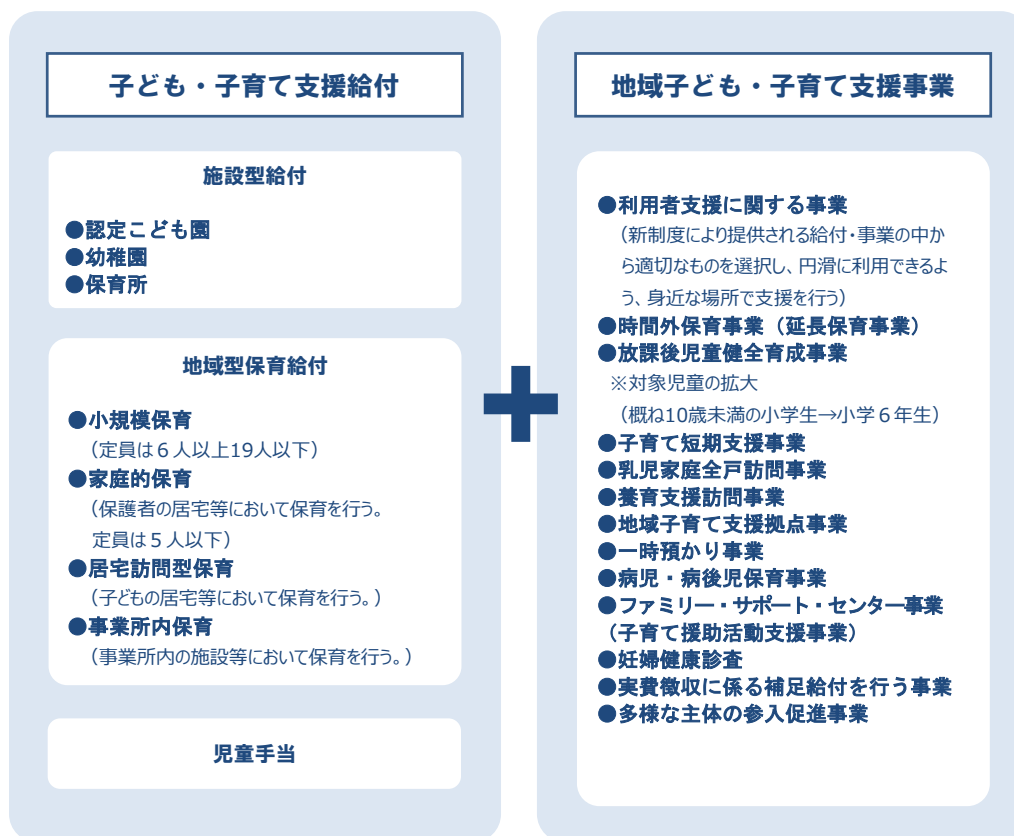 子ども・子育て支援給付
施設型給付
●認定こども園
●幼稚園
●保育所
地域型保育給付
●小規模保育
（定員は６人以上19人以下）
●家庭的保育
（保護者の居宅等において保育を行う。
定員は５人以下）
●居宅訪問型保育
（子どもの居宅等において保育を行う。）
●事業所内保育
（事業所内の施設等において保育を行う。）
児童手当
地域子ども・子育て支援事業
●利用者支援に関する事業
（新制度により提供される給付・事業の中か
ら適切なものを選択し、円滑に利用できるよ
う、身近な場所で支援を行う）
●時間外保育事業（延長保育事業）
●放課後児童健全育成事業
※対象児童の拡大
（概ね10歳未満の小学生→小学６年生）
●子育て短期支援事業
●乳児家庭全戸訪問事業
●養育支援訪問事業
●地域子育て支援拠点事業
●一時預かり事業
●病児・病後児保育事業
●ファミリー・サポート・センター事業
（子育て援助活動支援事業）
●妊婦健康診査
●実費徴収に係る補足給付を行う事業
●多様な主体の参入促進事業